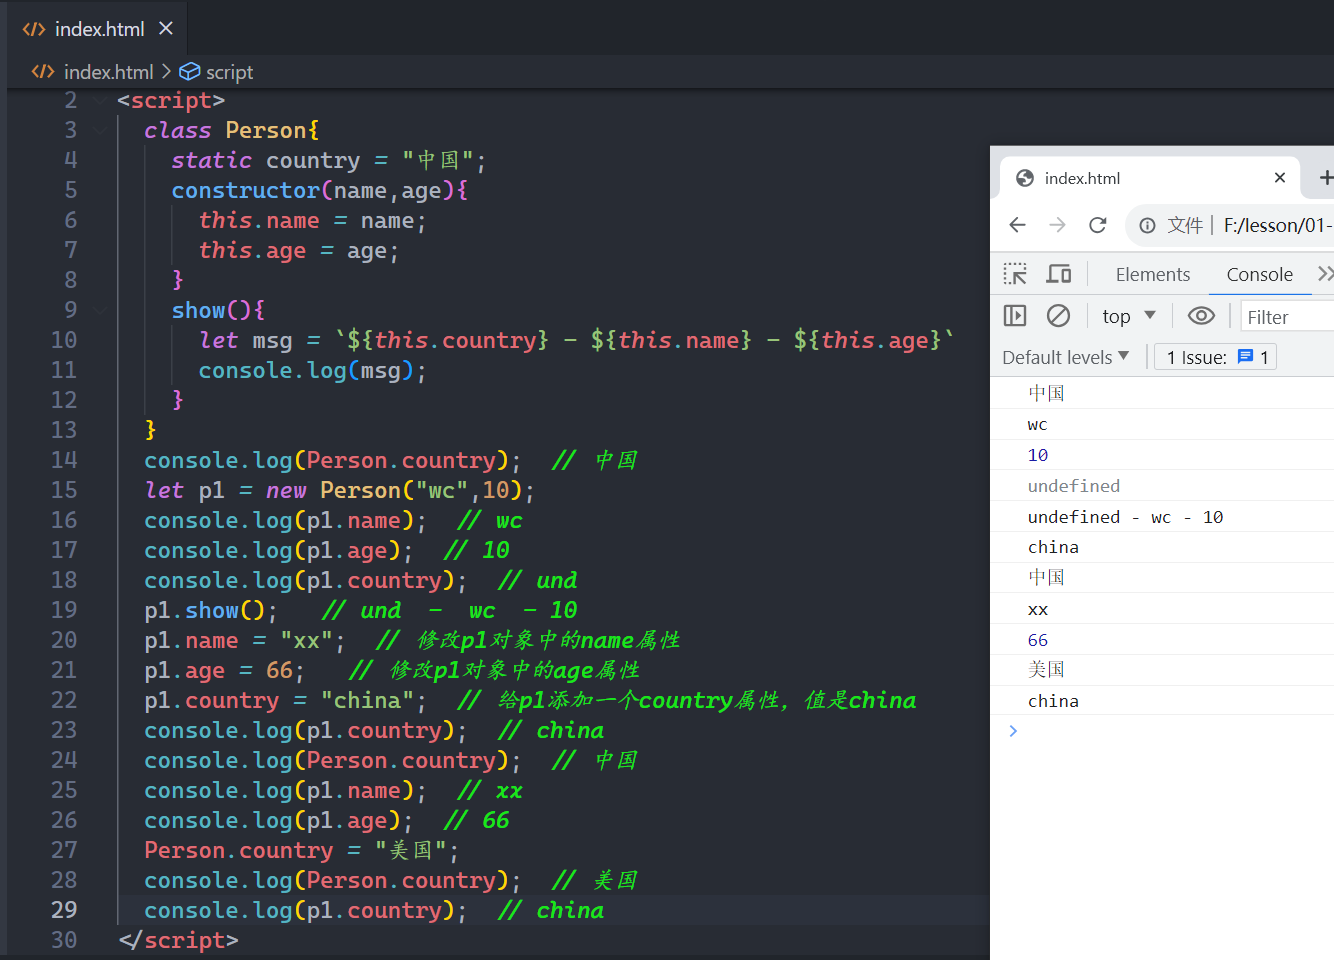 index.html
index.html > script
2 <script>
3 class Person{
4 static country = "中国";
5 constructor(name,age){
6 this.name = name;
7 this.age = age;
8 }
9 show(){
10 let msg = `${this.country} - ${this.name} - ${this.age}`
11 console.log(msg);
12 }
13 }
14 console.log(Person.country); // 中国
15 let p1 = new Person("wc",10);
16 console.log(p1.name); // wc
17 console.log(p1.age); // 10
18 console.log(p1.country); // und
19 p1.show(); // und - wc - 10
20 p1.name = "xx"; // 修改p1对象中的name属性
21 p1.age = 66; // 修改p1对象中的age属性
22 p1.country = "china"; // 给p1添加一个country属性，值是china
23 console.log(p1.country); // china
24 console.log(Person.country); // 中国
25 console.log(p1.name); // xx
26 console.log(p1.age); // 66
27 Person.country = "美国";
28 console.log(Person.country); // 美国
29 console.log(p1.country); // china
30 </script>
index.html
文件 | F:/lesson/01-
Elements Console
top Filter
Default levels 1 Issue: 1
中国
wc
10
undefined
undefined - wc - 10
china
中国
xx
66
美国
china